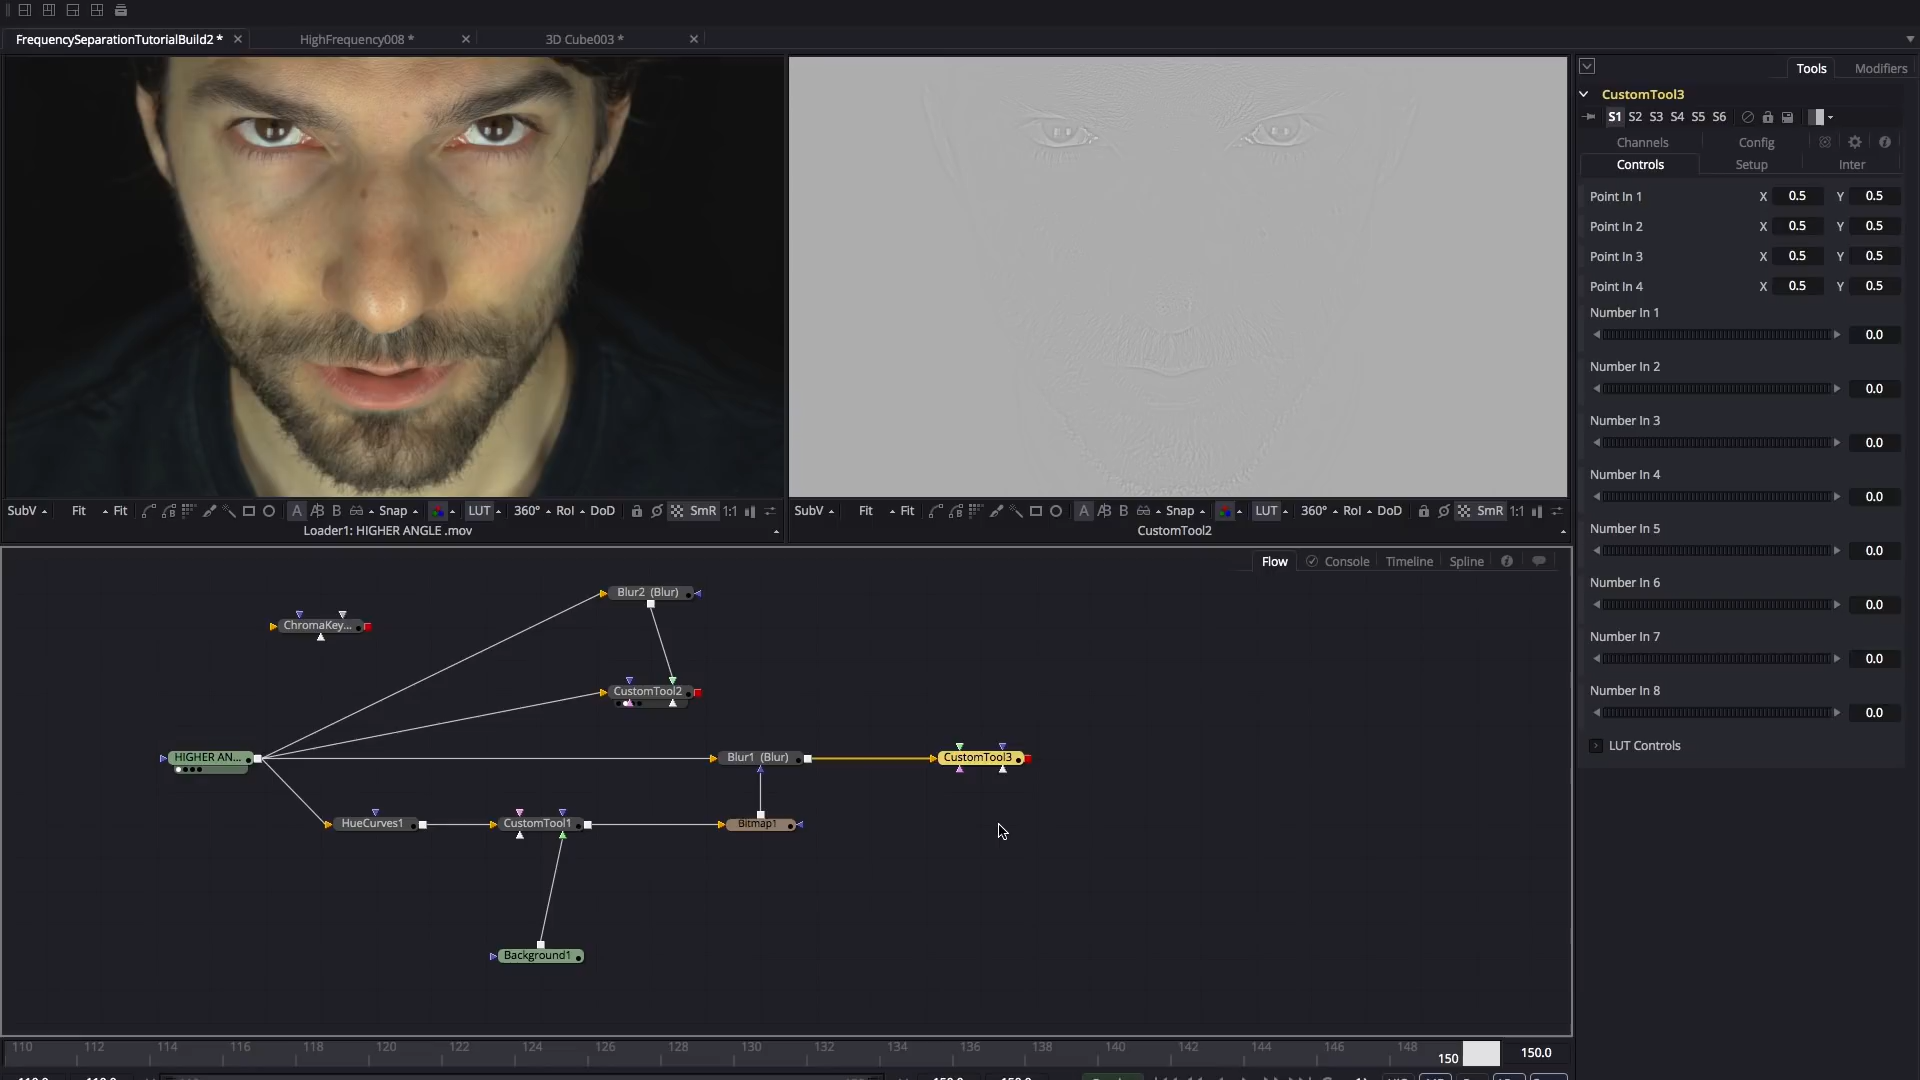 FrequencySeparationTutorialBuild2 *
HighFrequency008 *
3D Cube003 *
Tools
Modifiers
CustomTool3
S1 S2 S3 S4 S5 S6
Channels
Config
Controls
Setup
Inter
Point In 1 X 0.5 Y 0.5
Point In 2 X 0.5 Y 0.5
Point In 3 X 0.5 Y 0.5
Point In 4 X 0.5 Y 0.5
Number In 1
0.0
Number In 2
0.0
Number In 3
0.0
Number In 4
0.0
Number In 5
0.0
Number In 6
0.0
Number In 7
0.0
Number In 8
0.0
LUT Controls
SubV Fit Fit A A/B B Snap LUT 360° RoI DoD SmR 1:1
Loader1: HIGHER ANGLE .mov
SubV Fit Fit A A/B B Snap LUT 360° RoI DoD SmR 1:1
CustomTool2
Flow Console Timeline Spline
Blur2 (Blur)
ChromaKey...
CustomTool2
HIGHER AN...
Blur1 (Blur)
CustomTool3
HueCurves1
CustomTool1
Bitmap1
Background1
110 112 114 116 118 120 122 124 126 128 130 132 134 136 138 140 142 144 146 148 150 150.0